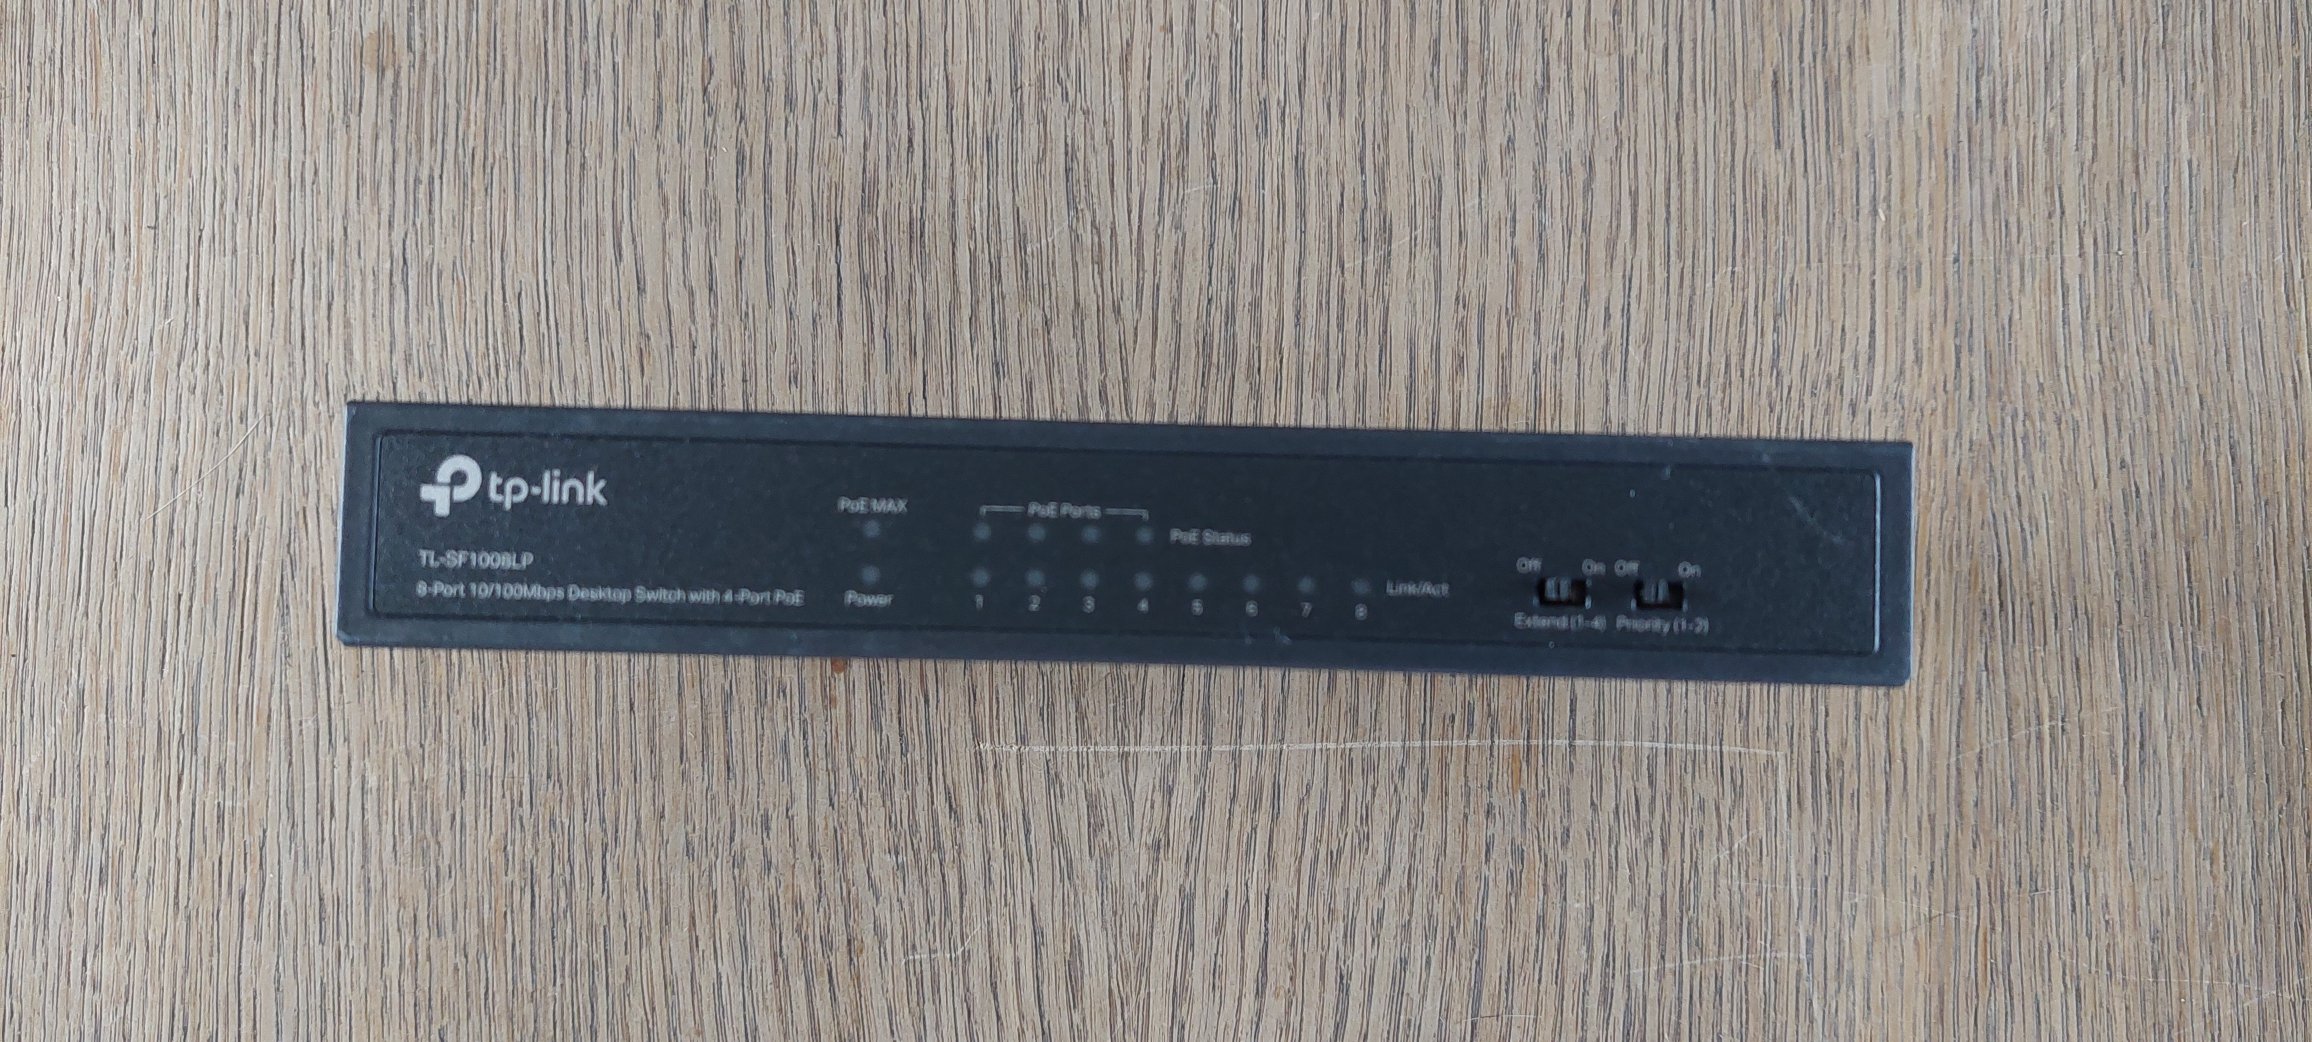 tp-link
TL-SF1008LP
8-Port 10/100Mbps Desktop Switch with 4-Port PoE
PoE MAX
Power
PoE Ports
PoE Status
1 2 3 4 5 6 7 8 Link/Act
Off On Off On
Extend (1-4) Priority (1-2)